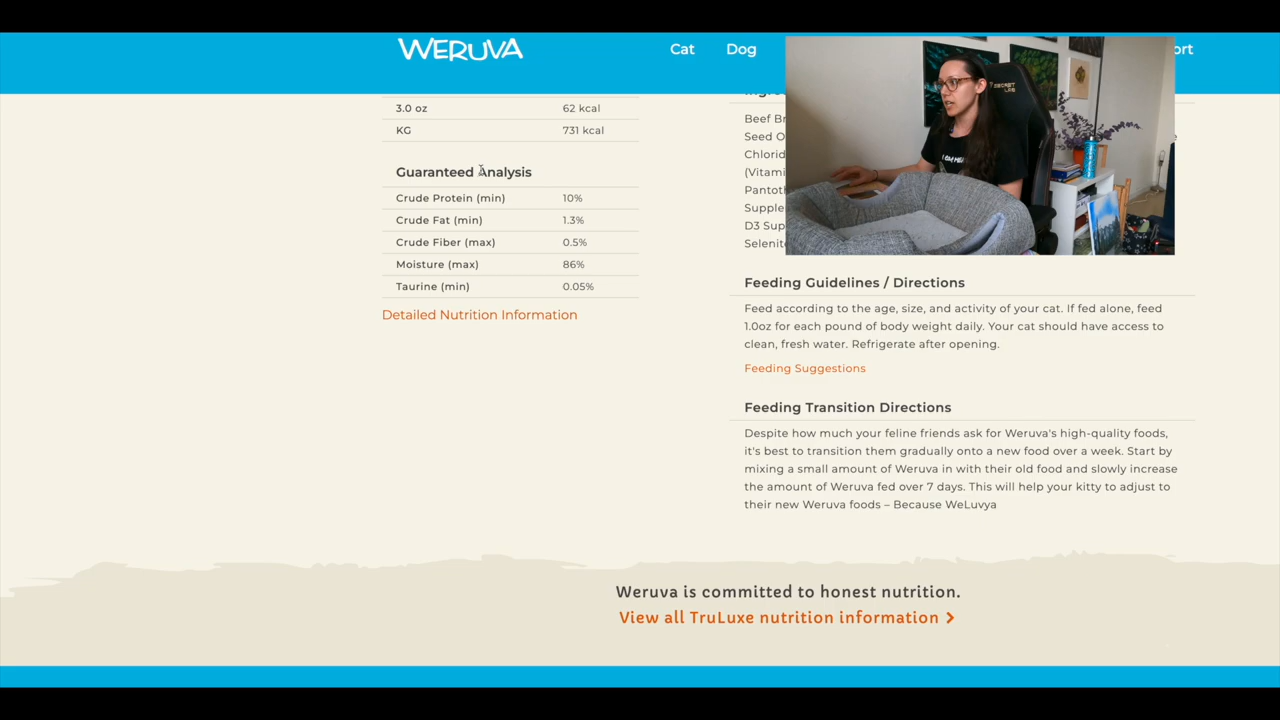 WERUVA
Cat Dog
3.0 oz 62 kcal
KG 731 kcal
Guaranteed Analysis
Crude Protein (min) 10%
Crude Fat (min) 1.3%
Crude Fiber (max) 0.5%
Moisture (max) 86%
Taurine (min) 0.05%
Detailed Nutrition Information
Beef
Seed
(Vitami
D3
Selenite
Feeding Guidelines / Directions
Feed according to the age, size, and activity of your cat. If fed alone, feed
1.0oz for each pound of body weight daily. Your cat should have access to
clean, fresh water. Refrigerate after opening.
Feeding Suggestions
Feeding Transition Directions
Despite how much your feline friends ask for Weruva's high-quality foods,
it's best to transition them gradually onto a new food over a week. Start by
mixing a small amount of Weruva in with their old food and slowly increase
the amount of Weruva fed over 7 days. This will help your kitty to adjust to
their new Weruva foods – Because WeLuvya
Weruva is committed to honest nutrition.
View all TruLuxe nutrition information